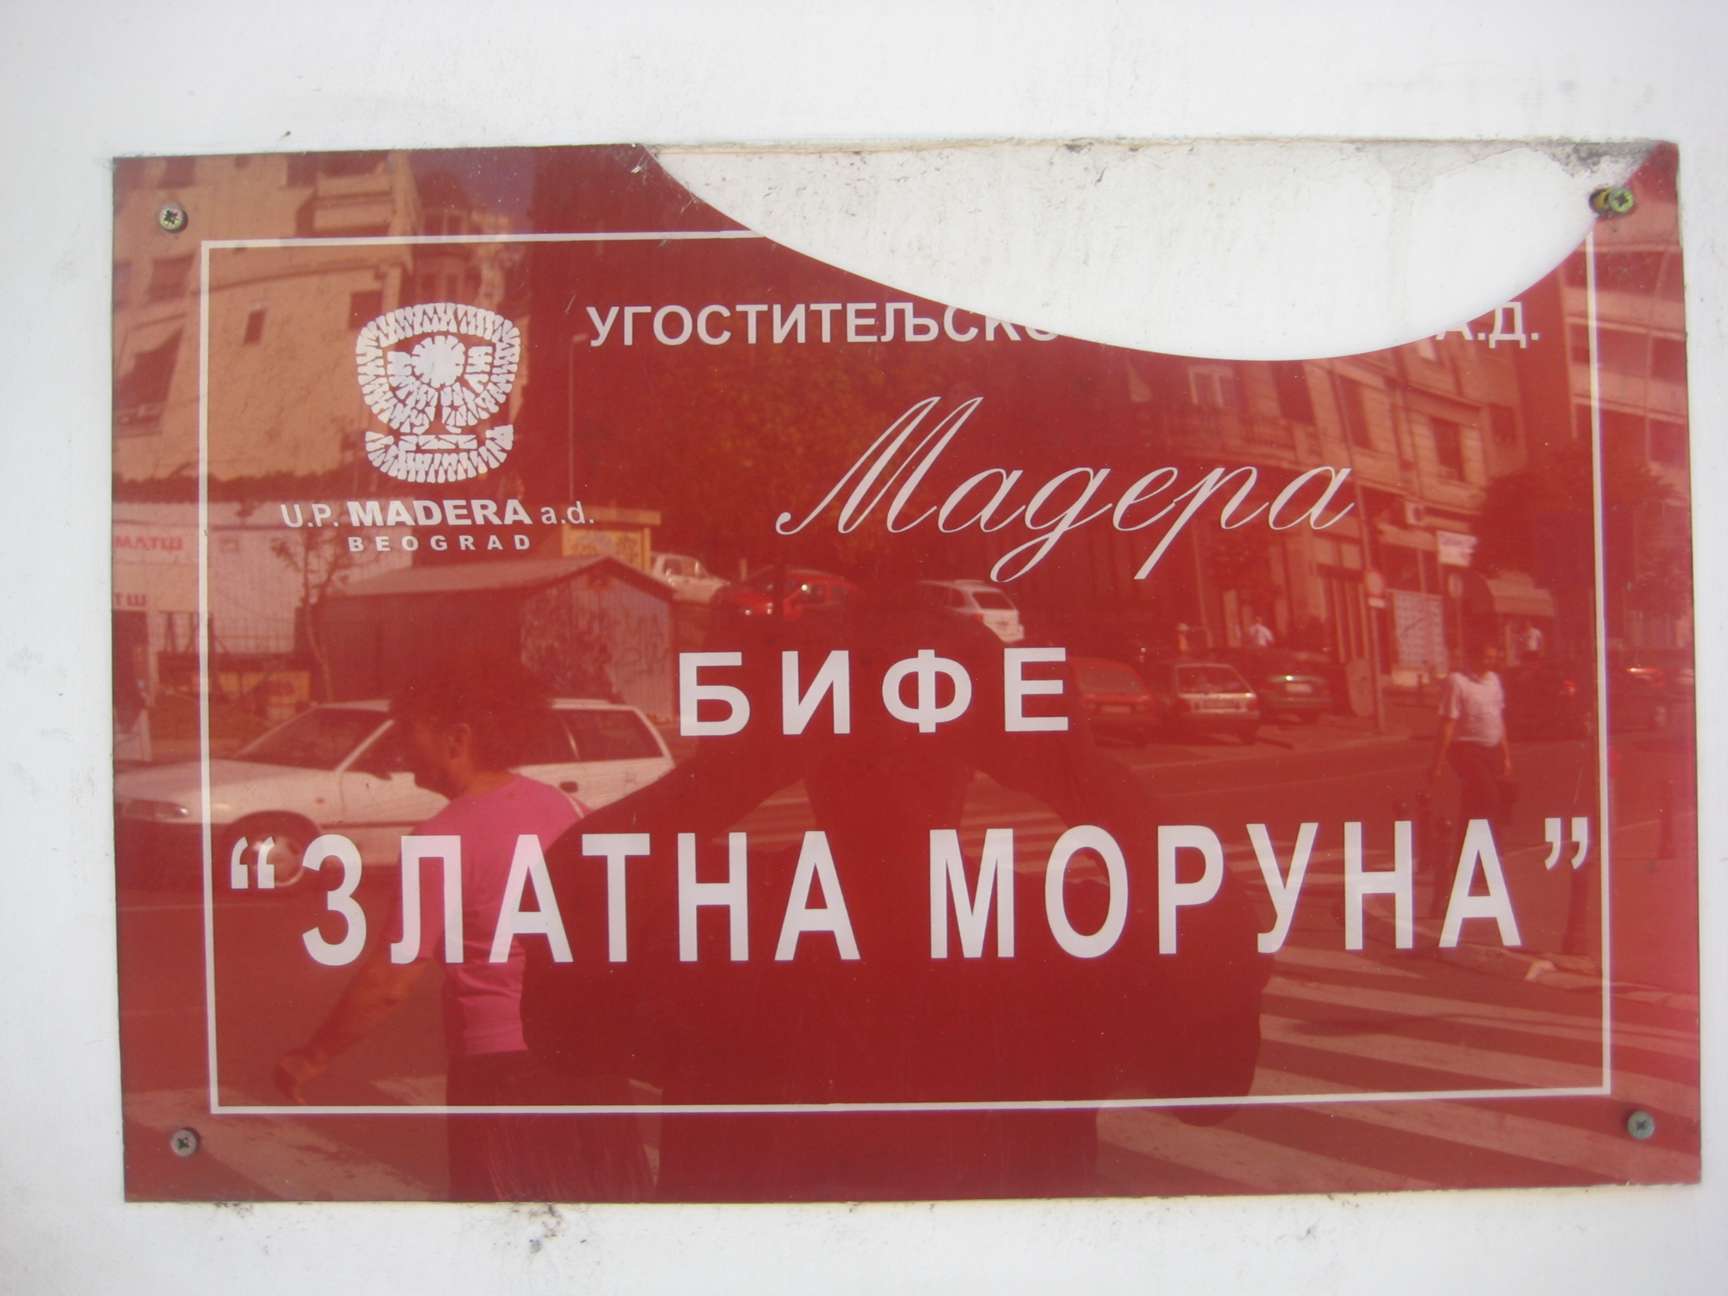 УГОСТИТЕЉСКО А.Д.
Мадера
U.P. MADERA a.d.
BEOGRAD
БИФЕ
“ЗЛАТНА МОРУНА”